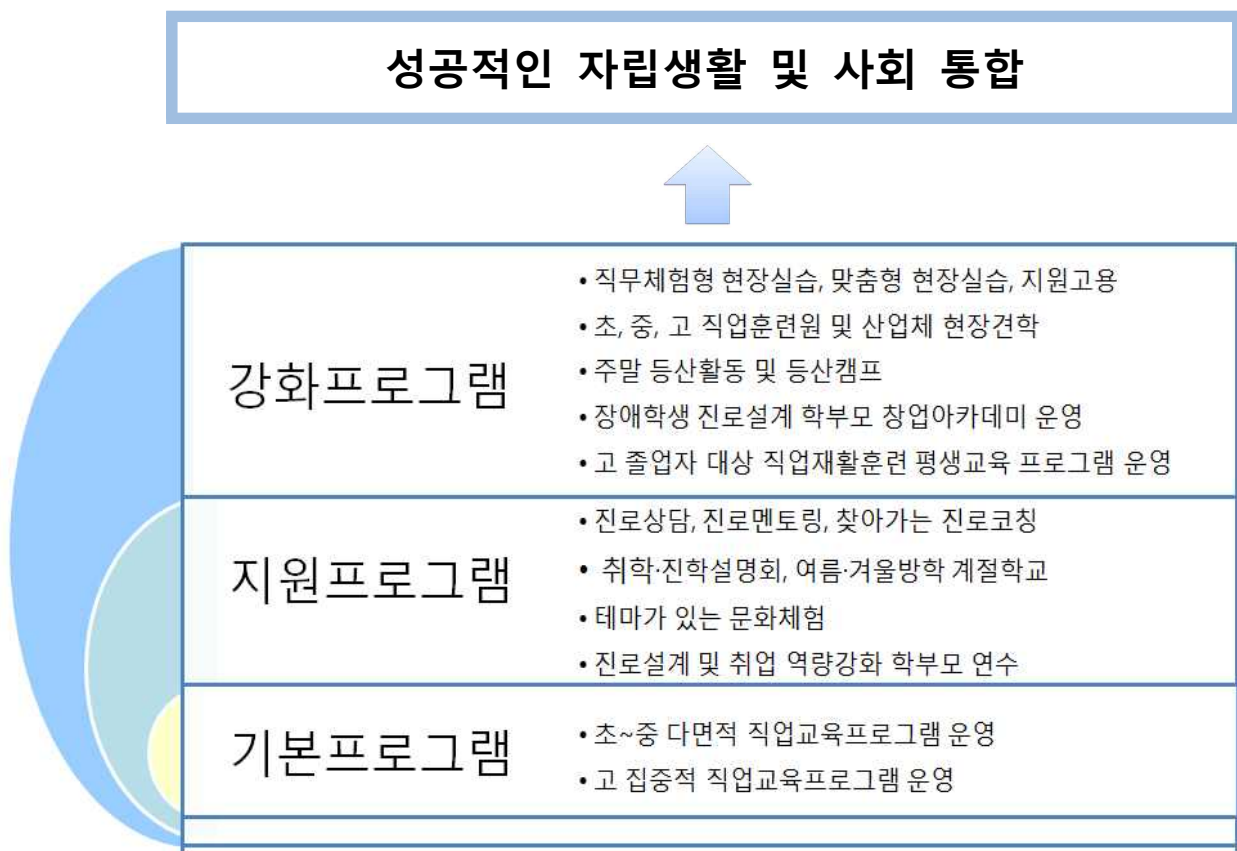 성공적인 자립생활 및 사회 통합
강화프로그램
• 직무체험형 현장실습, 맞춤형 현장실습, 지원고용
• 초, 중, 고 직업훈련원 및 산업체 현장견학
• 주말 등산활동 및 등산캠프
• 장애학생 진로설계 학부모 창업아카데미 운영
• 고 졸업자 대상 직업재활훈련 평생교육 프로그램 운영
지원프로그램
• 진로상담, 진로멘토링, 찾아가는 진로코칭
• 취학·진학설명회, 여름·겨울방학 계절학교
• 테마가 있는 문화체험
• 진로설계 및 취업 역량강화 학부모 연수
기본프로그램
• 초~중 다면적 직업교육프로그램 운영
• 고 집중적 직업교육프로그램 운영